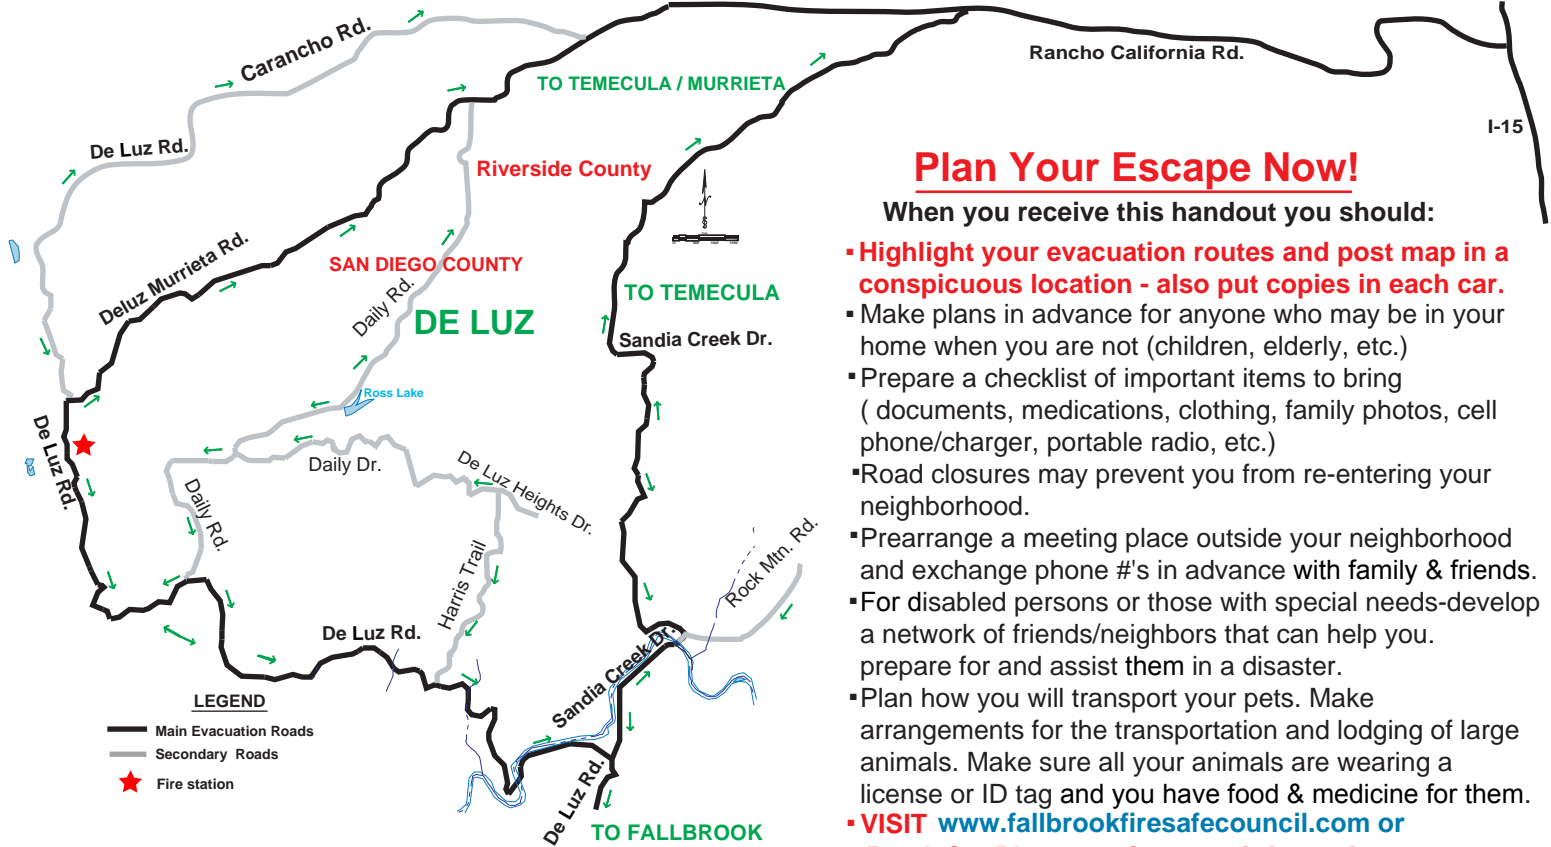 Carancho Rd.
De Luz Rd.
TO TEMECULA / MURRIETA
Rancho California Rd.
I-15
Riverside County
N
Deluz Murrieta Rd.
SAN DIEGO COUNTY
Daily Rd.
DE LUZ
TO TEMECULA
Sandia Creek Dr.
Ross Lake
De Luz Rd.
Daily Dr.
Daily Rd.
De Luz Heights Dr.
Harris Trail
Rock Mtn. Rd.
De Luz Rd.
Sandia Creek Dr.
De Luz Rd.
TO FALLBROOK
LEGEND
Main Evacuation Roads
Secondary Roads
Fire station
Plan Your Escape Now!
When you receive this handout you should:
▪Highlight your evacuation routes and post map in a
conspicuous location - also put copies in each car.
▪Make plans in advance for anyone who may be in your
home when you are not (children, elderly, etc.)
▪Prepare a checklist of important items to bring
( documents, medications, clothing, family photos, cell
phone/charger, portable radio, etc.)
▪Road closures may prevent you from re-entering your
neighborhood.
▪Prearrange a meeting place outside your neighborhood
and exchange phone #'s in advance with family & friends.
▪For disabled persons or those with special needs-develop
a network of friends/neighbors that can help you.
prepare for and assist them in a disaster.
▪Plan how you will transport your pets. Make
arrangements for the transportation and lodging of large
animals. Make sure all your animals are wearing a
license or ID tag and you have food & medicine for them.
▪VISIT www.fallbrookfiresafecouncil.com or